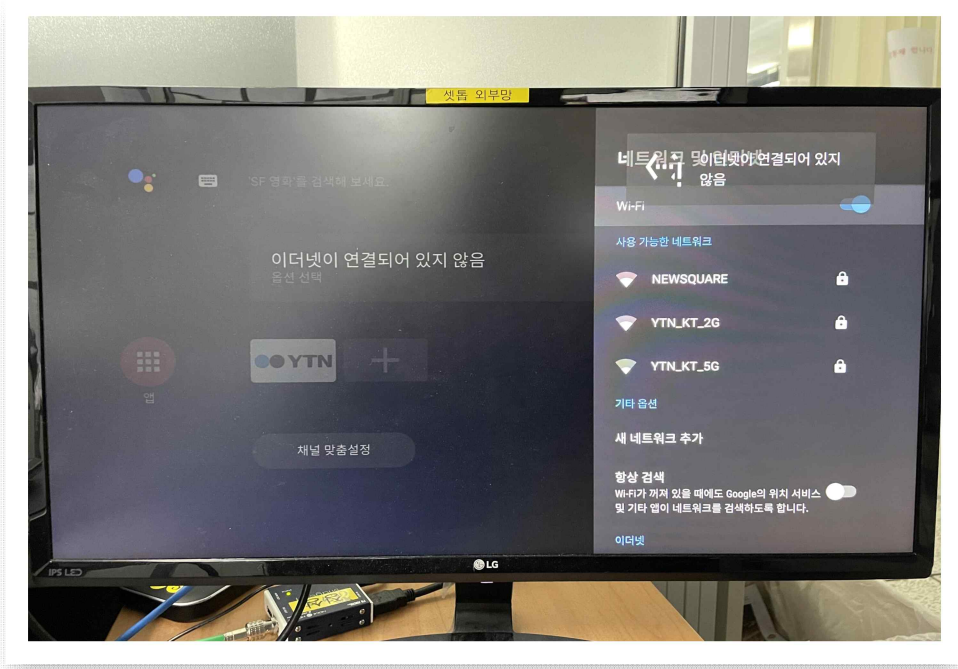 셋톱 외부망
네트워크 및 인터넷
이더넷이 연결되어 있지
않음
'SF 영화'를 검색해 보세요.
Wi-Fi
사용 가능한 네트워크
이더넷이 연결되어 있지 않음
옵션 선택
NEWSQUARE
YTN_KT_2G
YTN
YTN_KT_5G
앱
기타 옵션
새 네트워크 추가
채널 맞춤설정
항상 검색
Wi-Fi가 꺼져 있을 때에도 Google의 위치 서비스
및 기타 앱이 네트워크를 검색하도록 합니다.
이더넷
IPS LED
LG